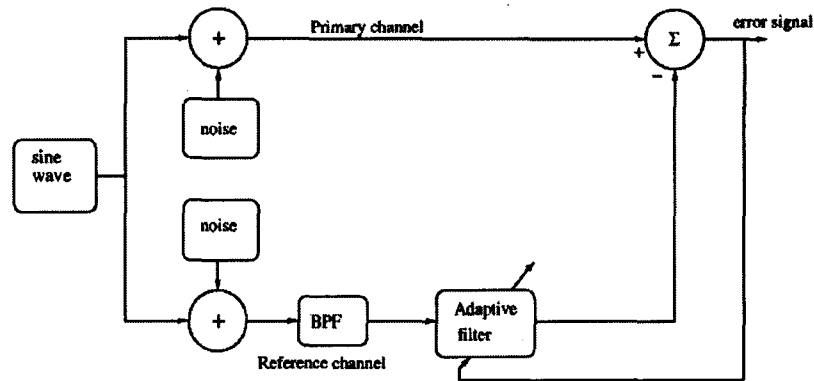 error signal
Primary channel
+
Σ
+
−
noise
sine
wave
noise
+
BPF
Adaptive
filter
Reference channel